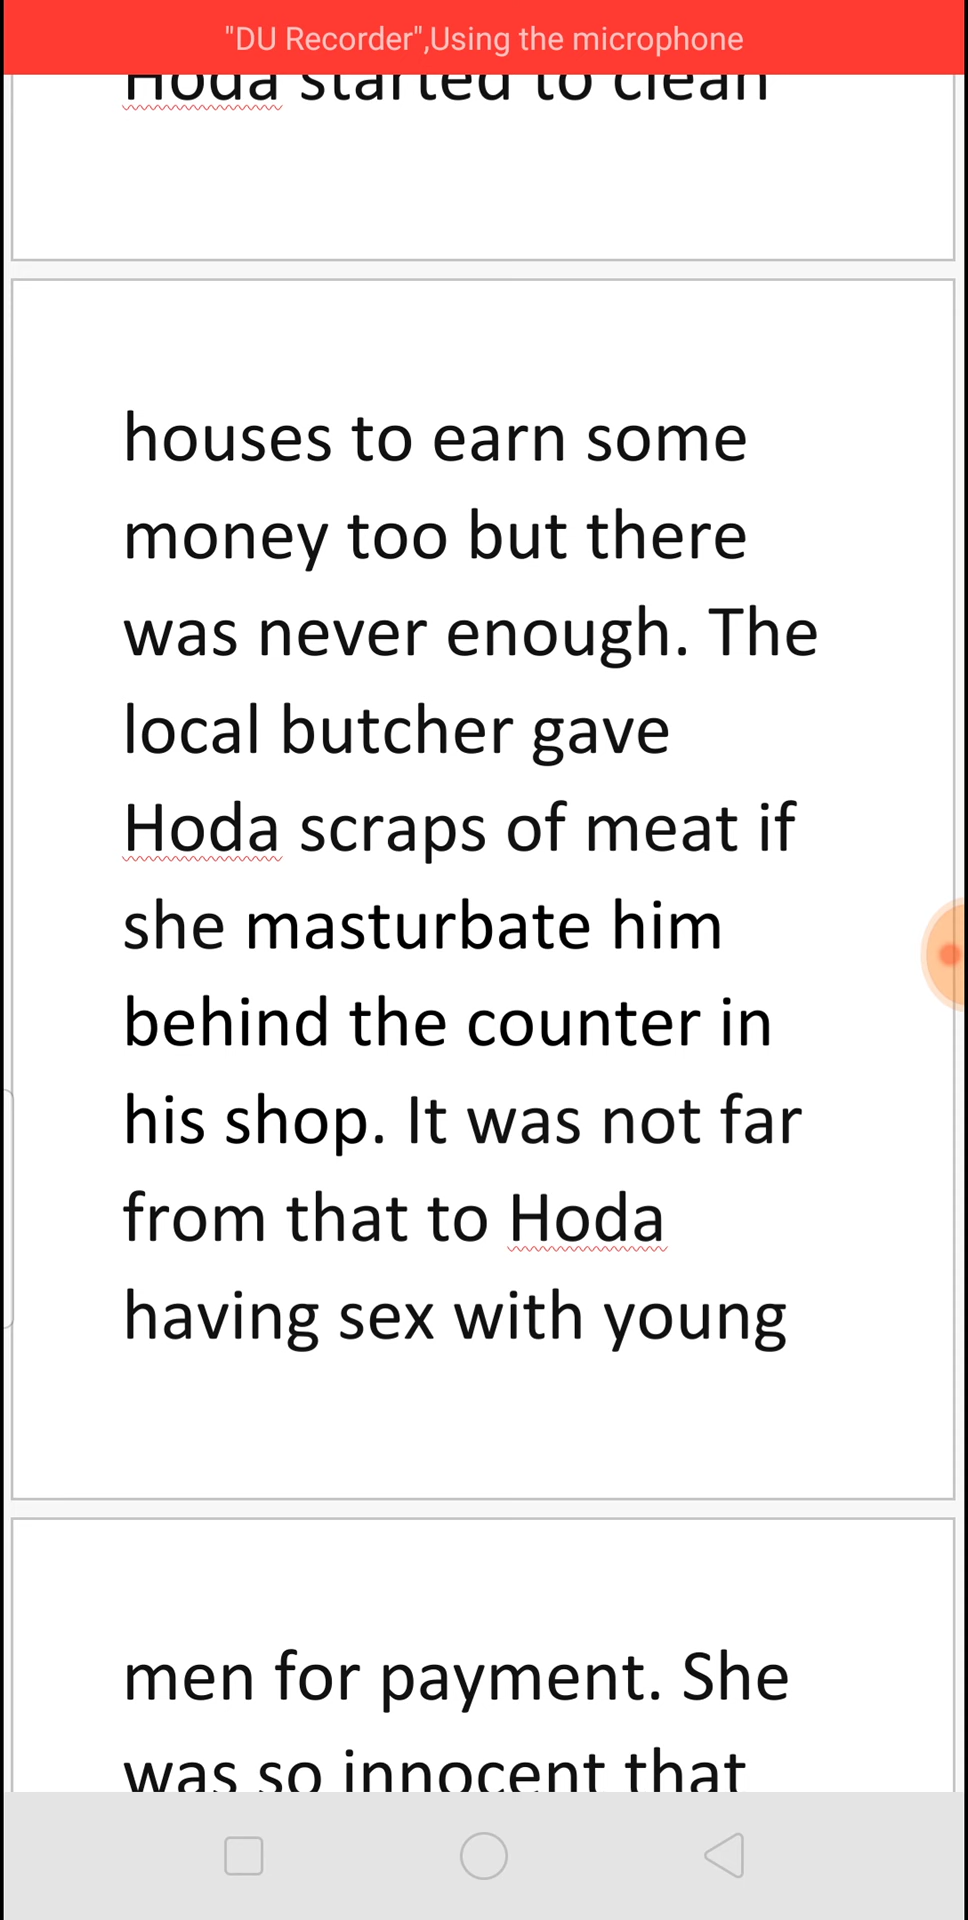 "DU Recorder",Using the microphone
Hoda started to clean
houses to earn some
money too but there
was never enough. The
local butcher gave
Hoda scraps of meat if
she masturbate him
behind the counter in
his shop. It was not far
from that to Hoda
having sex with young
men for payment. She
was so innocent that